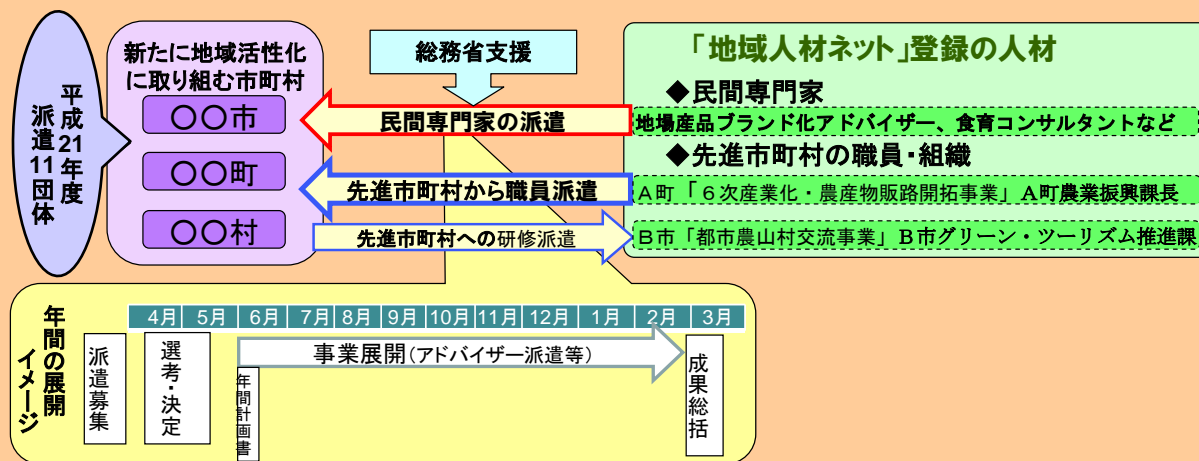 平成21年度
派遣11団体
新たに地域活性化
に取り組む市町村
〇〇市
〇〇町
〇〇村
総務省支援
民間専門家の派遣
先進市町村から職員派遣
先進市町村への研修派遣
「地域人材ネット」登録の人材
◆民間専門家
地場産品ブランド化アドバイザー、食育コンサルタントなど
◆先進市町村の職員・組織
A町「6次産業化・農産物販路開拓事業」A町農業振興課長
B市「都市農山村交流事業」B市グリーン・ツーリズム推進課
年間の展開
イメージ
4月 5月 6月 7月 8月 9月 10月 11月 12月 1月 2月 3月
派遣募集
選考・決定
年間計画書
事業展開(アドバイザー派遣等)
成果総括